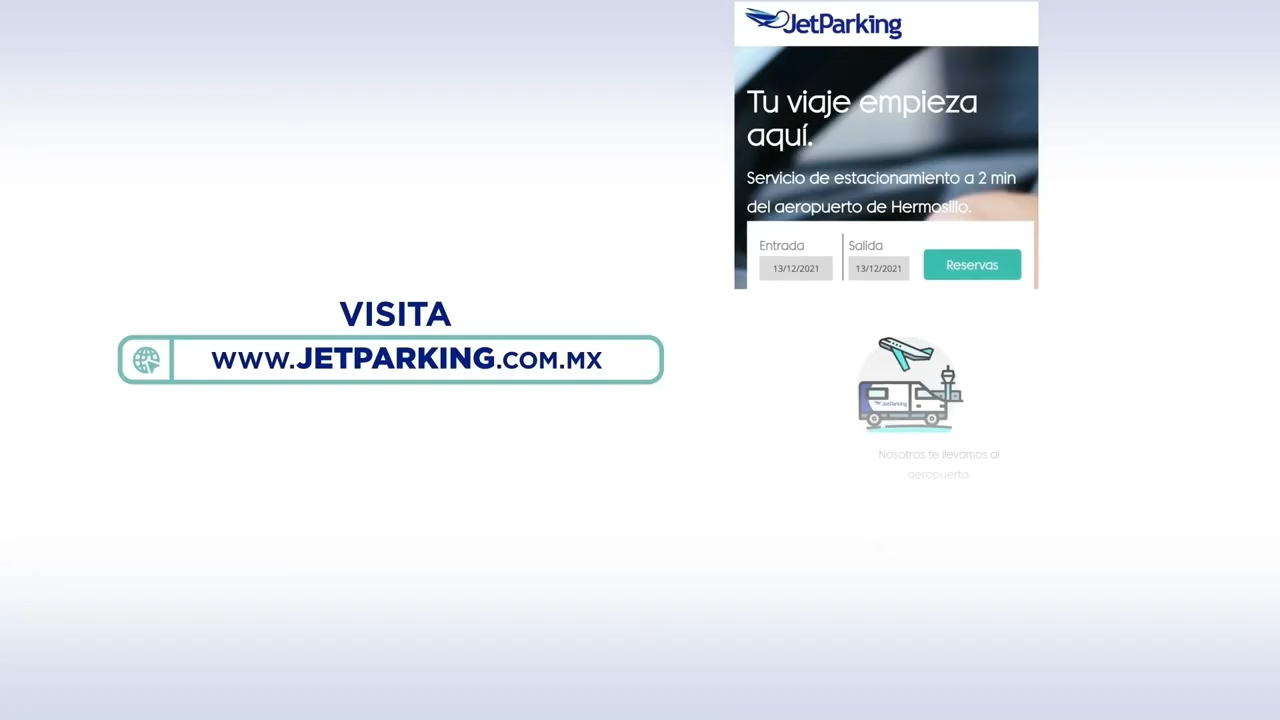 VISITA
WWW.JETPARKING.COM.MX
JetParking
Tu viaje empieza
aquí.
Servicio de estacionamiento a 2 min
del aeropuerto de Hermosillo.
Entrada
Salida
13/12/2021
13/12/2021
Reservas
JetParking
Nosotros te llevamos al
aeropuerto.